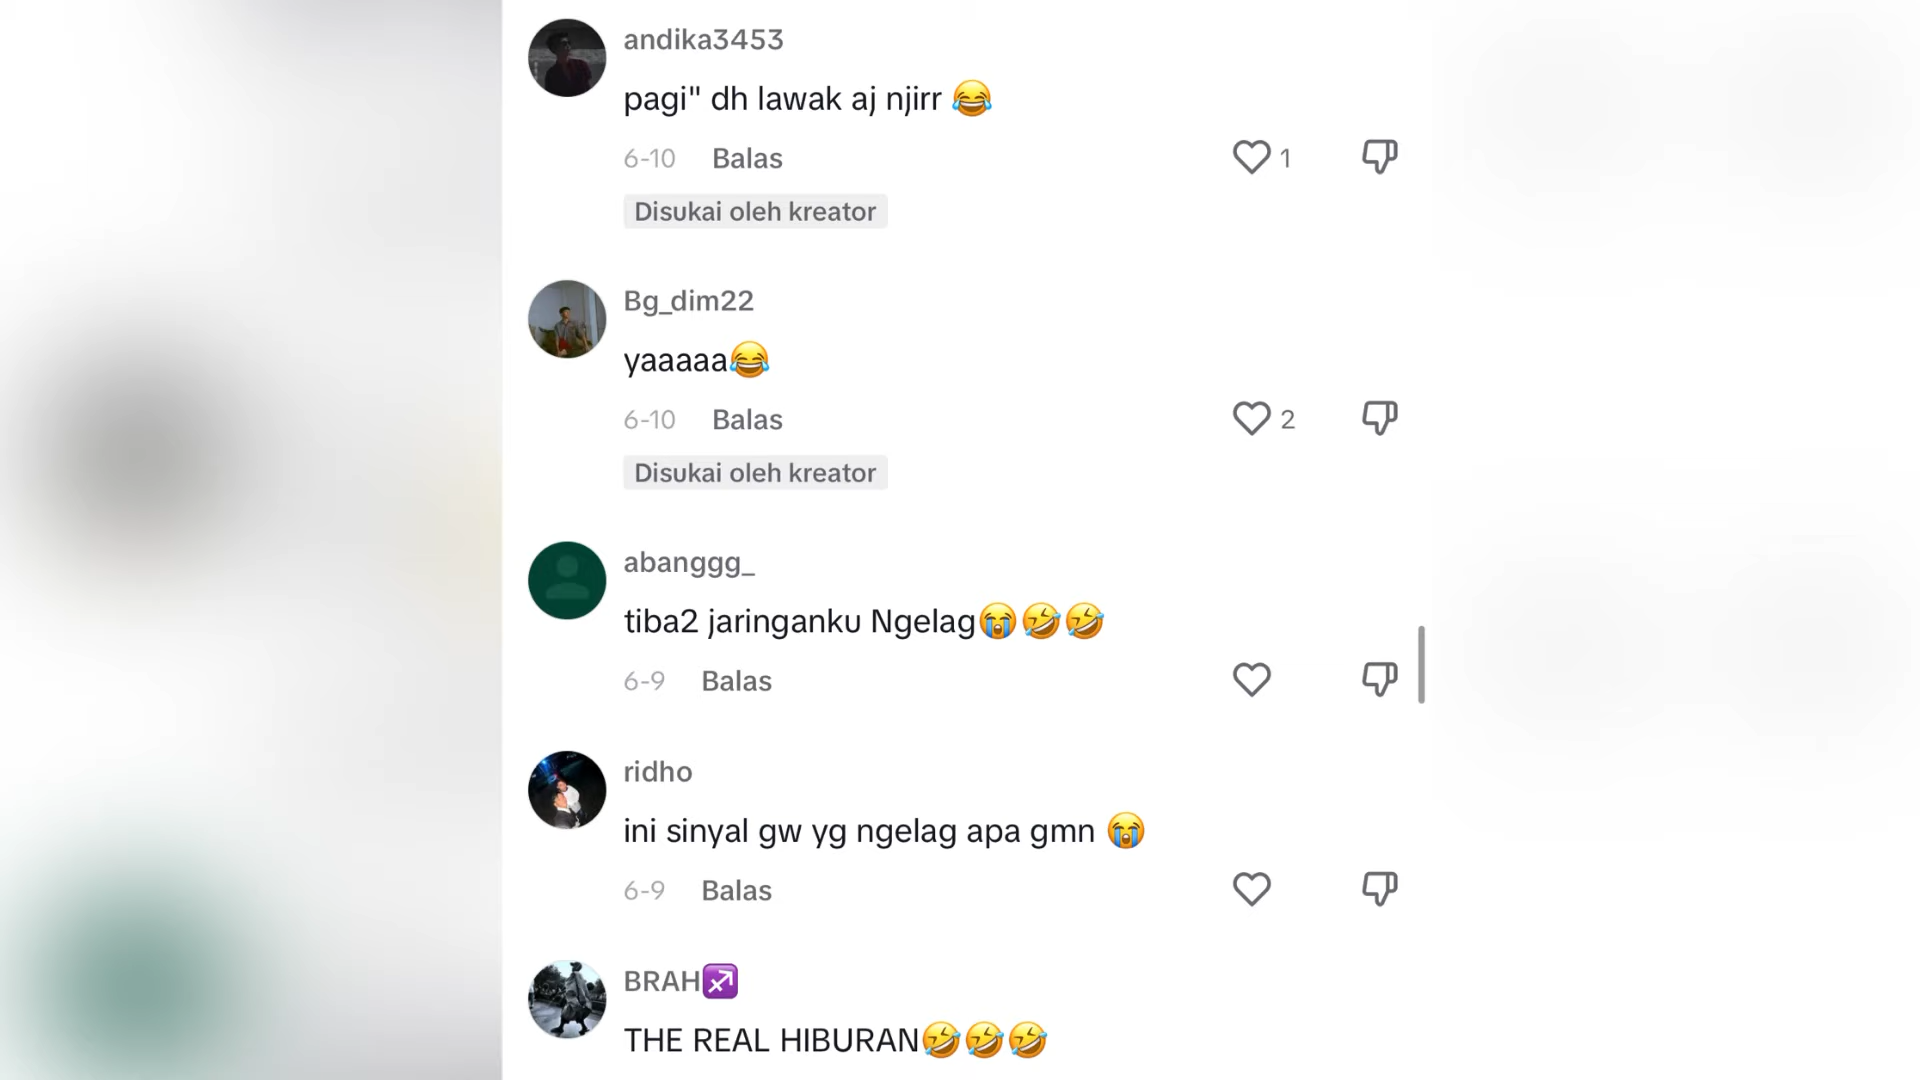 andika3453
pagi" dh lawak aj njirr 😂
6-10 Balas 1
Disukai oleh kreator
Bg_dim22
yaaaaa😂
6-10 Balas 2
Disukai oleh kreator
abanggg_
tiba2 jaringanku Ngelag😭🤣🤣
6-9 Balas
ridho
ini sinyal gw yg ngelag apa gmn 😭
6-9 Balas
BRAH♐
THE REAL HIBURAN🤣🤣🤣